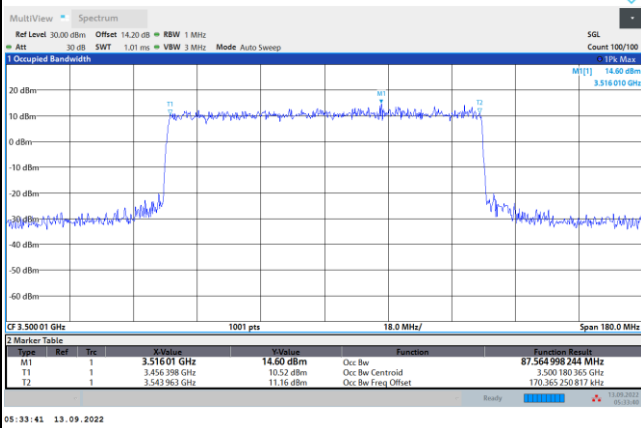 MultiView Spectrum
Ref Level 30.00 dBm Offset 14.20 dB RBW 1 MHz SGL
Att 30 dB SWT 1.01 ms VBW 3 MHz Mode Auto Sweep Count 100/100
1 Occupied Bandwidth 1Pk Max
M1[1] 14.60 dBm
3.516 010 GHz
20 dBm
M1
T1
T2
10 dBm
0 dBm
-10 dBm
-20 dBm
-30 dBm
-40 dBm
-50 dBm
-60 dBm
CF 3.500 01 GHz 1001 pts 18.0 MHz/ Span 180.0 MHz
2 Marker Table
Type Ref Trc X-Value Y-Value Function Function Result
M1 1 3.516 01 GHz 14.60 dBm Occ Bw 87.564 998 244 MHz
T1 1 3.456 398 GHz 10.52 dBm Occ Bw Centroid 3.500 180 365 GHz
T2 1 3.543 963 GHz 11.16 dBm Occ Bw Freq Offset 170.365 250 817 kHz
Ready 13.09.2022
05:33:40
05:33:41 13.09.2022